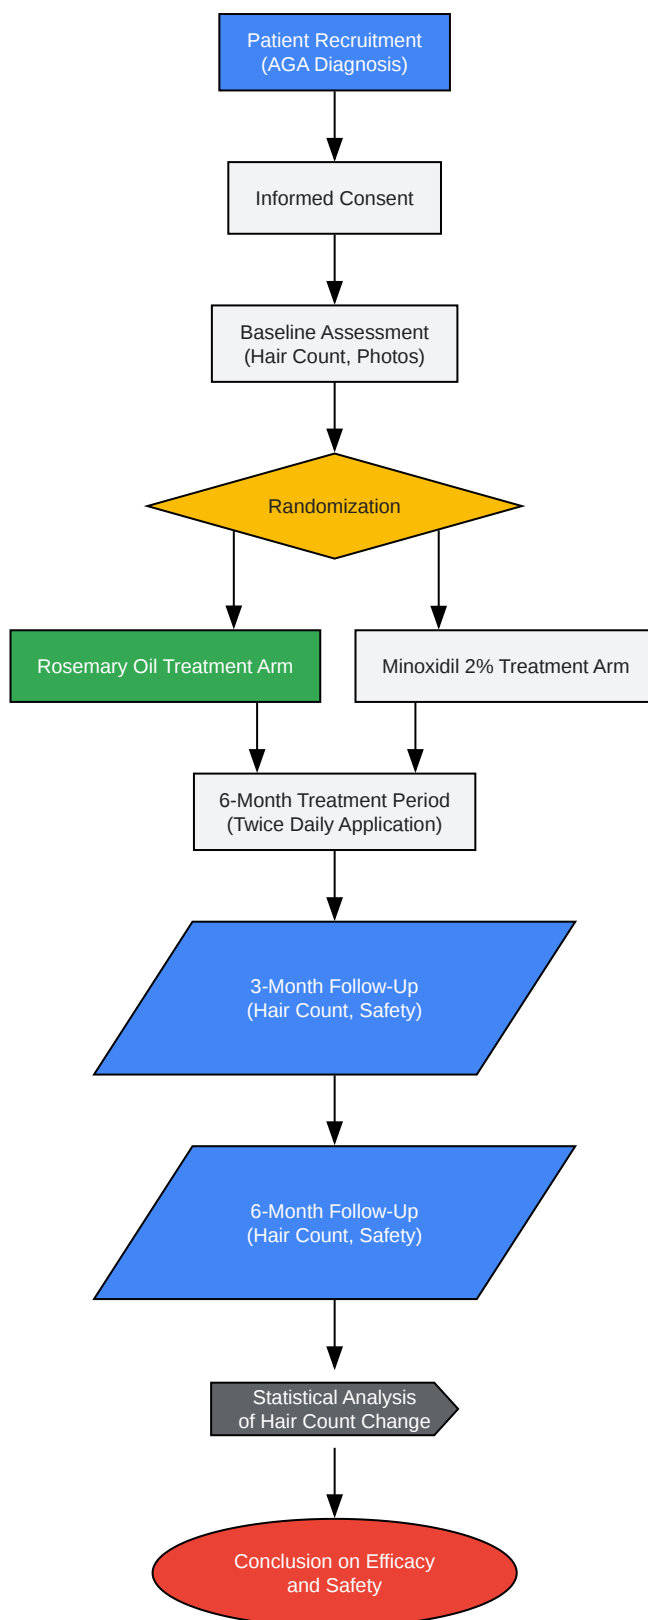 Patient Recruitment
(AGA Diagnosis)
Informed Consent
Baseline Assessment
(Hair Count, Photos)
Randomization
Rosemary Oil Treatment Arm
Minoxidil 2% Treatment Arm
6-Month Treatment Period
(Twice Daily Application)
3-Month Follow-Up
(Hair Count, Safety)
6-Month Follow-Up
(Hair Count, Safety)
Statistical Analysis
of Hair Count Change
Conclusion on Efficacy
and Safety